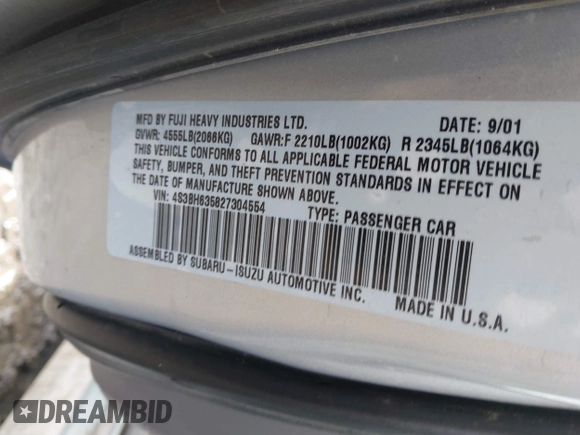 MFD BY FUJI HEAVY INDUSTRIES LTD. DATE: 9/01
GVWR: 4555LB(2066KG) GAWR:F 2210LB(1002KG) R 2345LB(1064KG)
THIS VEHICLE CONFORMS TO ALL APPLICABLE FEDERAL MOTOR VEHICLE
SAFETY, BUMPER, AND THEFT PREVENTION STANDARDS IN EFFECT ON
THE DATE OF MANUFACTURE SHOWN ABOVE.
VIN: 4S3BH635827304554 TYPE: PASSENGER CAR
ASSEMBLED BY SUBARU-ISUZU AUTOMOTIVE INC. MADE IN U.S.A.
DREAMBID